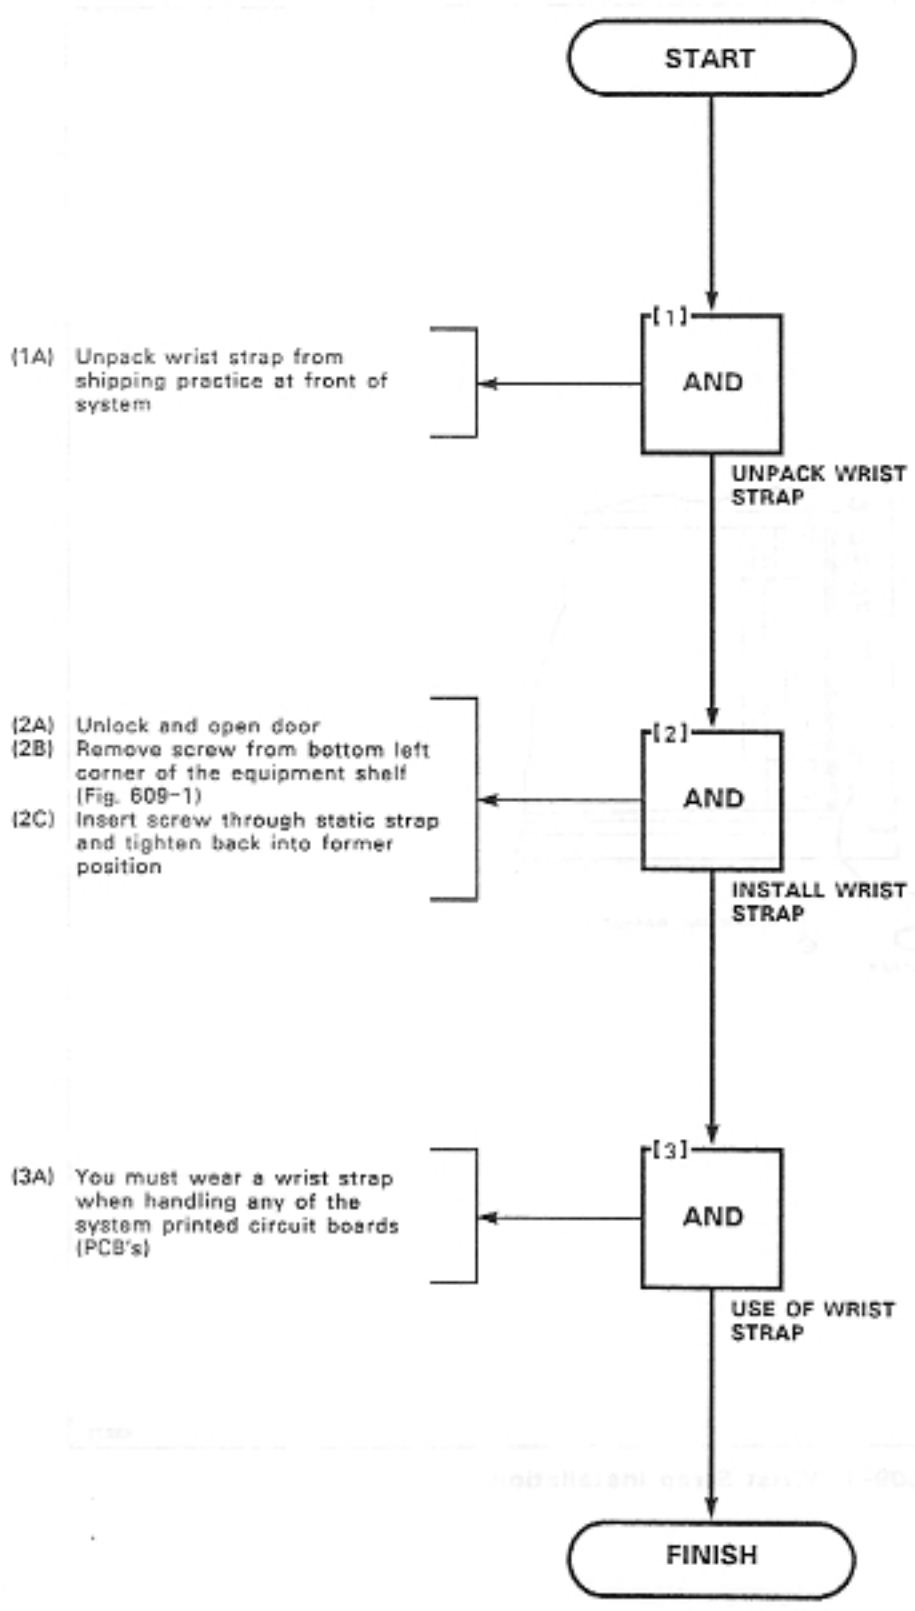 START
[1]
AND
(1A) Unpack wrist strap from
shipping practice at front of
system
UNPACK WRIST
STRAP
[2]
AND
(2A) Unlock and open door
(2B) Remove screw from bottom left
corner of the equipment shelf
(Fig. 609-1)
(2C) Insert screw through static strap
and tighten back into former
position
INSTALL WRIST
STRAP
[3]
AND
(3A) You must wear a wrist strap
when handling any of the
system printed circuit boards
(PCB's)
USE OF WRIST
STRAP
FINISH